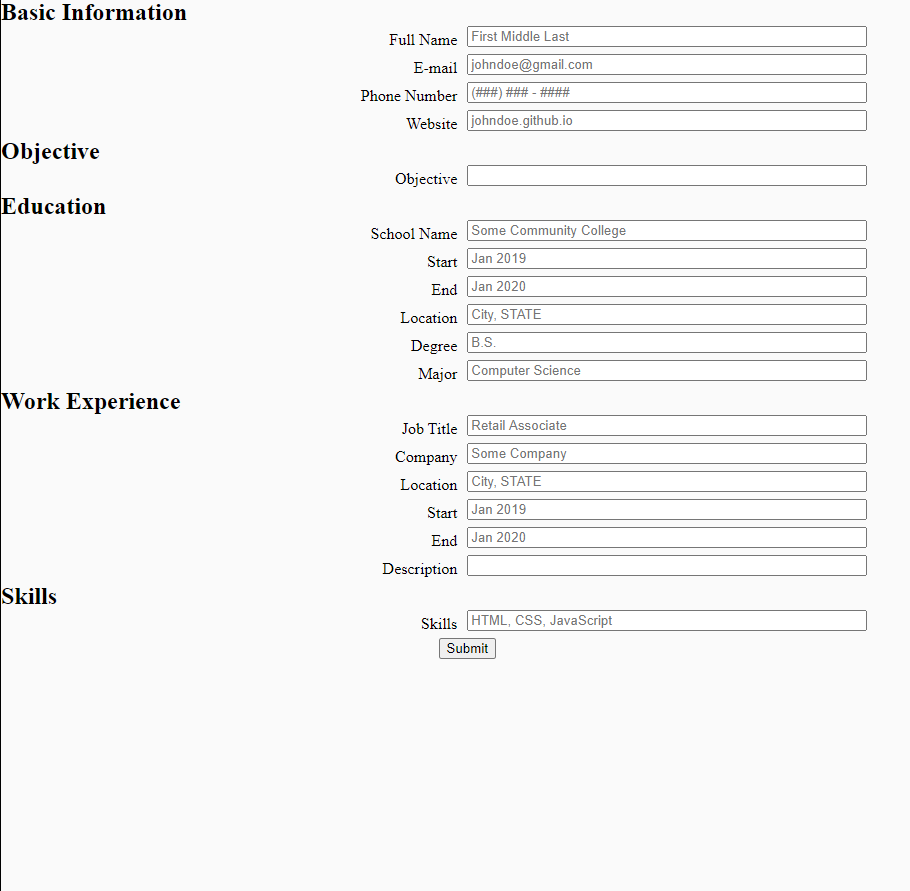 Basic Information
Full Name First Middle Last
E-mail johndoe@gmail.com
Phone Number (###) ### - ####
Website johndoe.github.io
Objective
Objective
Education
School Name Some Community College
Start Jan 2019
End Jan 2020
Location City, STATE
Degree B.S.
Major Computer Science
Work Experience
Job Title Retail Associate
Company Some Company
Location City, STATE
Start Jan 2019
End Jan 2020
Description
Skills
Skills HTML, CSS, JavaScript
Submit